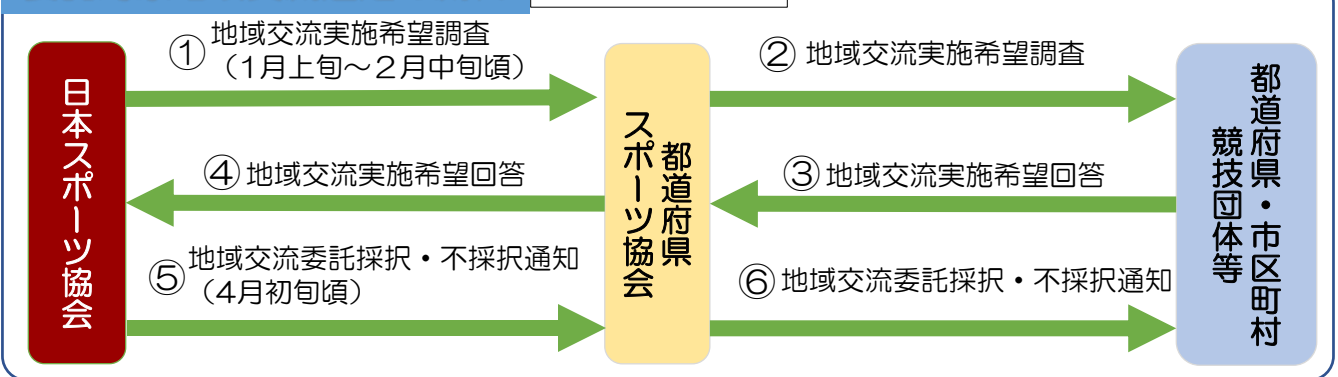 ① 地域交流実施希望調査
(1月上旬~2月中旬頃)
② 地域交流実施希望調査
日本スポーツ協会
都道府県
スポーツ協会
都道府県・市区町村
競技団体等
④ 地域交流実施希望回答
③ 地域交流実施希望回答
⑤ 地域交流委託採択・不採択通知
(4月初旬頃)
⑥ 地域交流委託採択・不採択通知